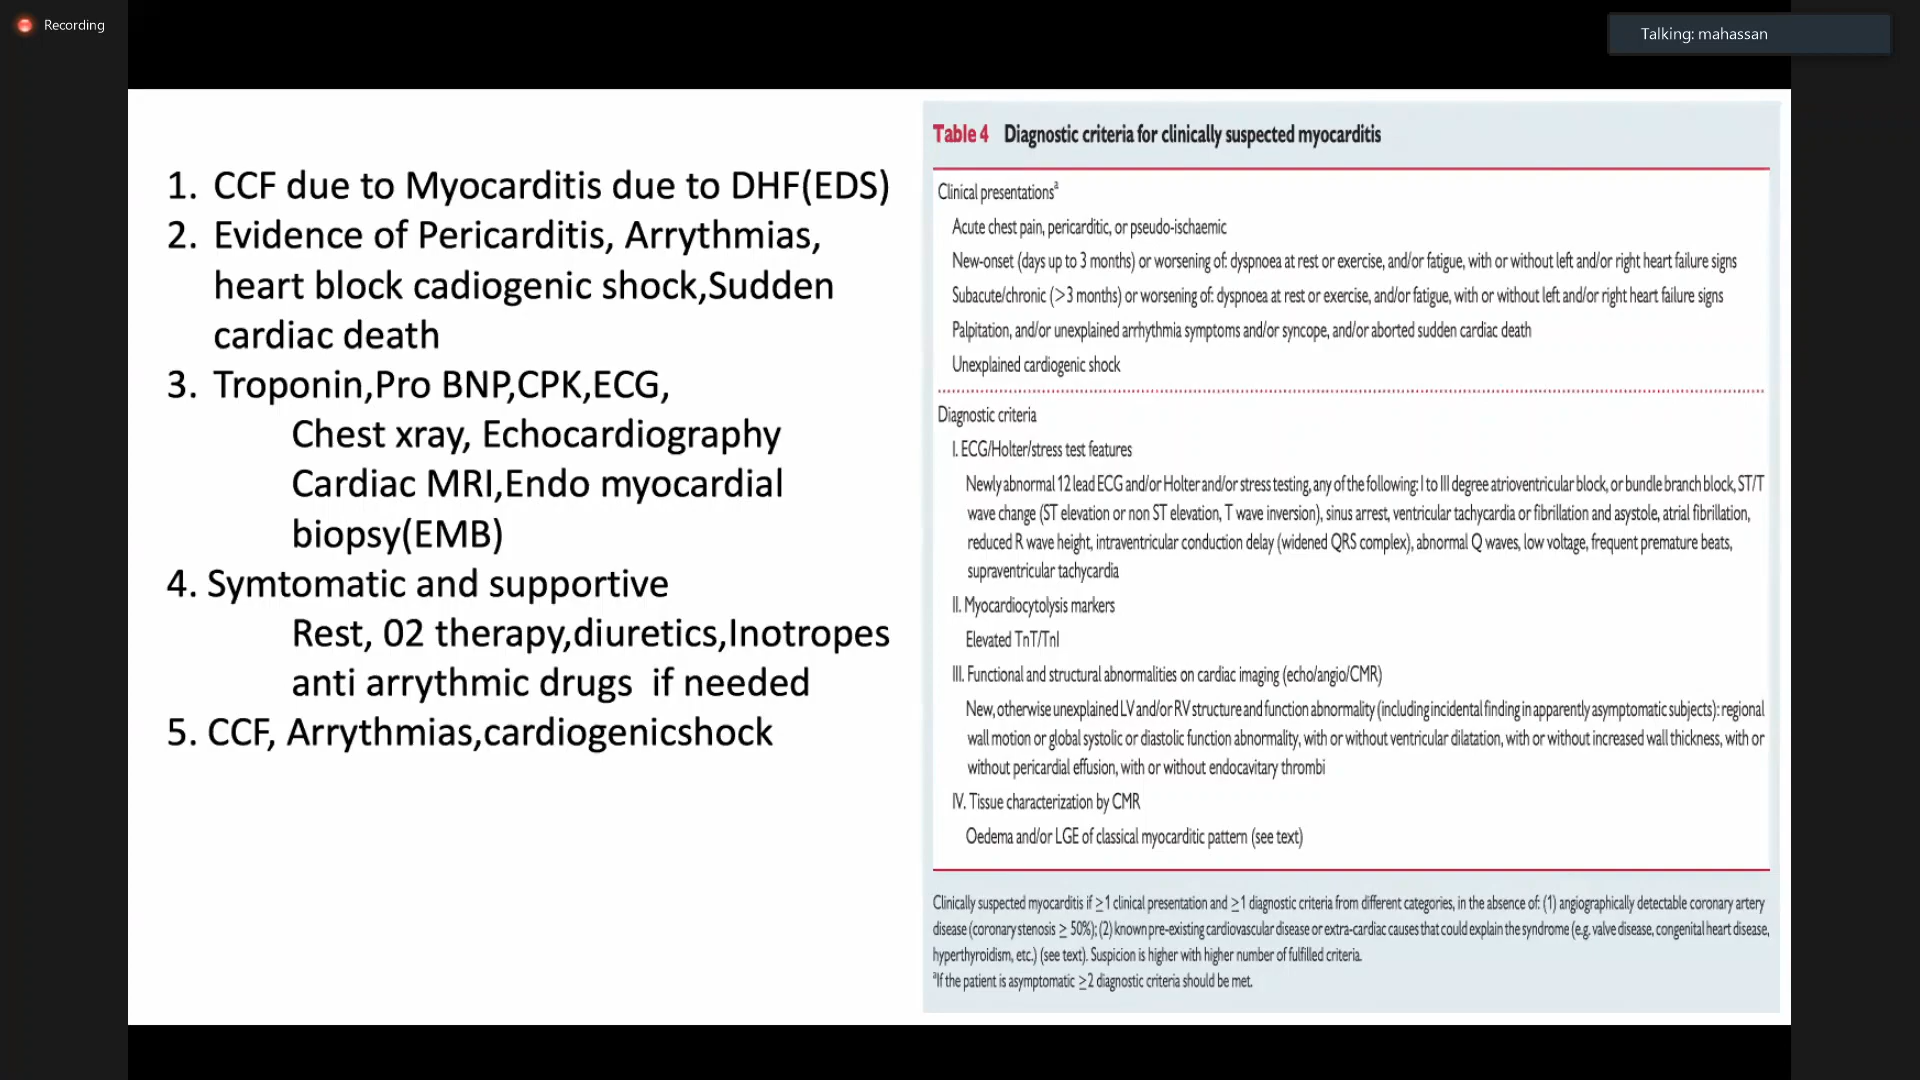 Recording
Talking: mahassan
1. CCF due to Myocarditis due to DHF(EDS)
2. Evidence of Pericarditis, Arrythmias,
heart block cadiogenic shock,Sudden
cardiac death
3. Troponin,Pro BNP,CPK,ECG,
Chest xray, Echocardiography
Cardiac MRI,Endo myocardial
biopsy(EMB)
4. Symtomatic and supportive
Rest, 02 therapy,diuretics,Inotropes
anti arrythmic drugs if needed
5. CCF, Arrythmias,cardiogenicshock
Table 4 Diagnostic criteria for clinically suspected myocarditis
Clinical presentationsª
Acute chest pain, pericarditic, or pseudo-ischaemic
New-onset (days up to 3 months) or worsening of: dyspnoea at rest or exercise, and/or fatigue, with or without left and/or right heart failure signs
Subacute/chronic (>3 months) or worsening of: dyspnoea at rest or exercise, and/or fatigue, with or without left and/or right heart failure signs
Palpitation, and/or unexplained arrhythmia symptoms and/or syncope, and/or aborted sudden cardiac death
Unexplained cardiogenic shock
Diagnostic criteria
I. ECG/Holter/stress test features
Newly abnormal 12 lead ECG and/or Holter and/or stress testing, any of the following: I to III degree atrioventricular block, or bundle branch block, ST/T
wave change (ST elevation or non ST elevation, T wave inversion), sinus arrest, ventricular tachycardia or fibrillation and asystole, atrial fibrillation,
reduced R wave height, intraventricular conduction delay (widened QRS complex), abnormal Q waves, low voltage, frequent premature beats,
supraventricular tachycardia
II. Myocardiocytolysis markers
Elevated TnT/TnI
III. Functional and structural abnormalities on cardiac imaging (echo/angio/CMR)
New, otherwise unexplained LV and/or RV structure and function abnormality (including incidental finding in apparently asymptomatic subjects): regional
wall motion or global systolic or diastolic function abnormality, with or without ventricular dilatation, with or without increased wall thickness, with or
without pericardial effusion, with or without endocavitary thrombi
IV. Tissue characterization by CMR
Oedema and/or LGE of classical myocarditic pattern (see text)
Clinically suspected myocarditis if ≥1 clinical presentation and ≥1 diagnostic criteria from different categories, in the absence of: (1) angiographically detectable coronary artery
disease (coronary stenosis ≥ 50%); (2) known pre-existing cardiovascular disease or extra-cardiac causes that could explain the syndrome (e.g. valve disease, congenital heart disease,
hyperthyroidism, etc.) (see text). Suspicion is higher with higher number of fulfilled criteria.
ªIf the patient is asymptomatic ≥2 diagnostic criteria should be met.